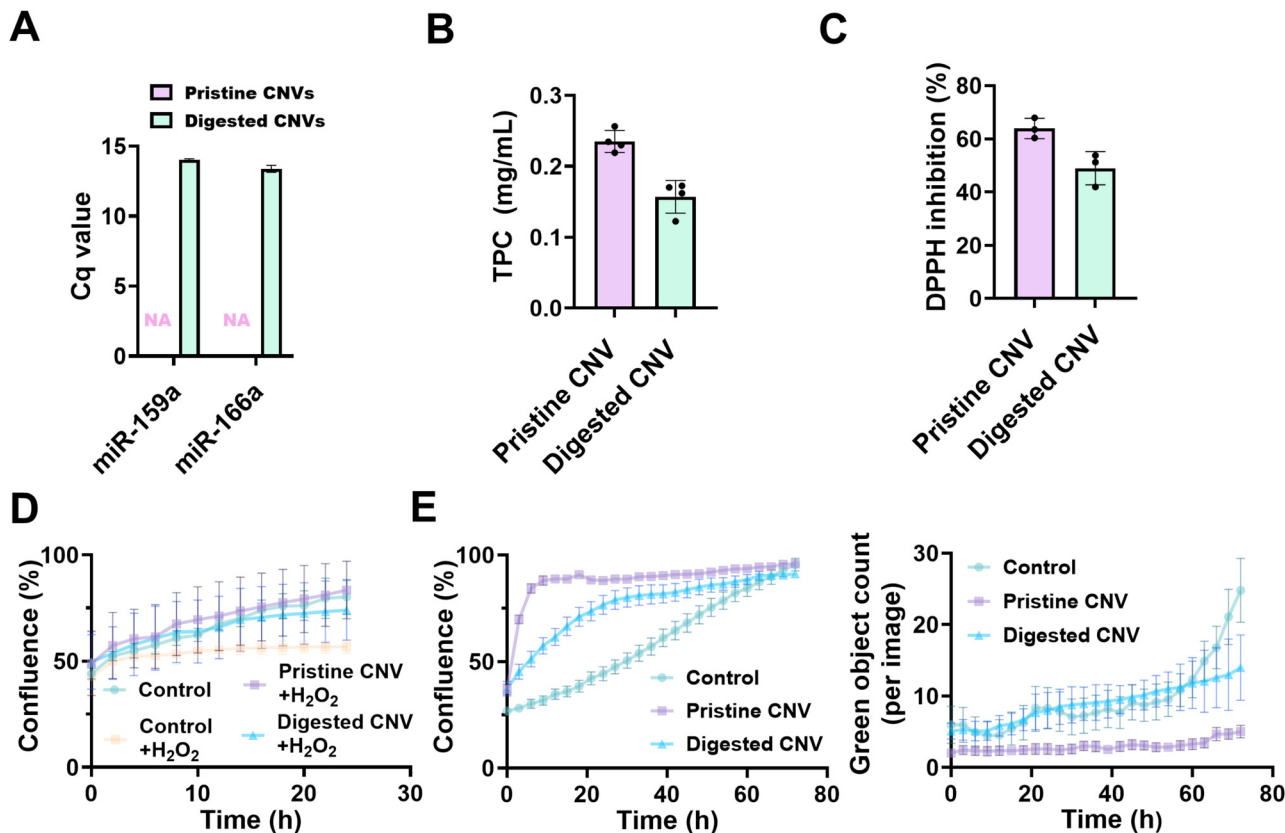 A
Pristine CNVs
Digested CNVs
Cq value
15
10
5
0
NA
NA
miR-159a
miR-166a
B
TPC (mg/mL)
0.3
0.2
0.1
0.0
Pristine CNV
Digested CNV
C
DPPH inhibition (%)
80
60
40
20
0
Pristine CNV
Digested CNV
D
Confluence (%)
100
50
0
Control
Control
+H₂O₂
Pristine CNV
+H₂O₂
Digested CNV
+H₂O₂
0
10
20
30
Time (h)
E
Confluence (%)
100
50
0
Control
Pristine CNV
Digested CNV
0
20
40
60
80
Time (h)
Green object count
(per image)
30
20
10
0
Control
Pristine CNV
Digested CNV
0
20
40
60
80
Time (h)